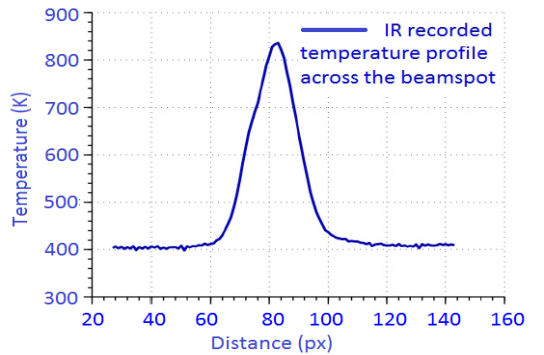 900
800
700
600
500
400
300
Temperature (K)
IR recorded
temperature profile
across the beamspot
20 40 60 80 100 120 140 160
Distance (px)